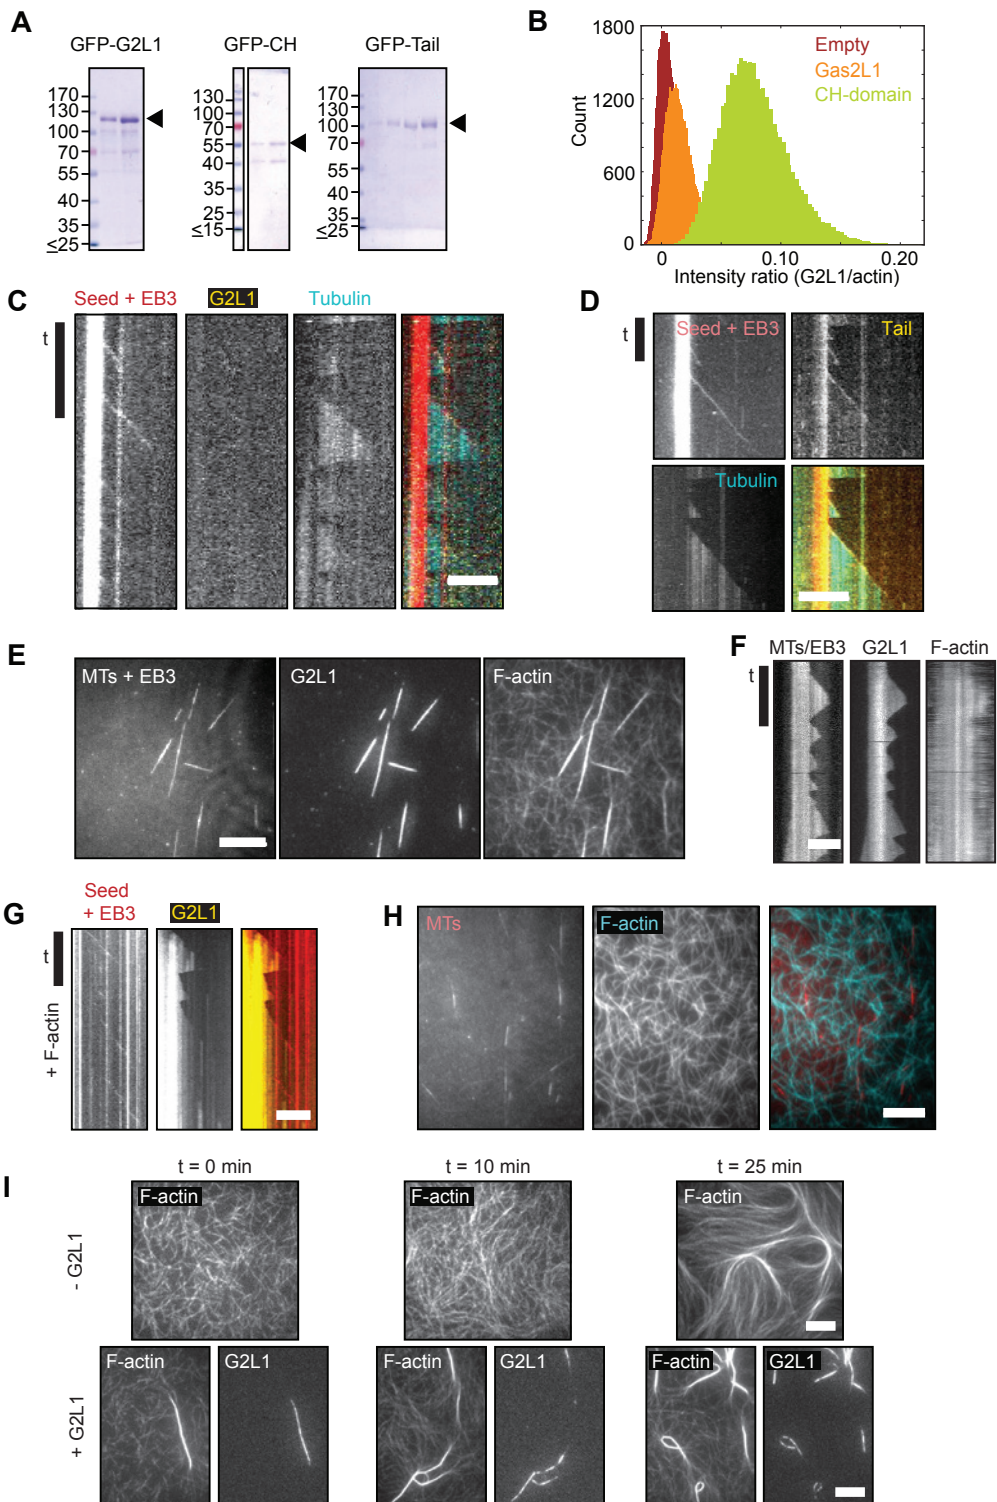 A
GFP-G2L1
GFP-CH
GFP-Tail
170
130
100
70
55
40
35
≤25
130
100
70
55
40
35
25
≤15
170
130
100
70
55
40
35
≤25
B
1800
1200
600
0
Count
Empty
Gas2L1
CH-domain
0
0.10
0.20
Intensity ratio (G2L1/actin)
C
Seed + EB3
G2L1
Tubulin
t
D
t
Seed + EB3
Tail
Tubulin
E
MTs + EB3
G2L1
F-actin
F
MTs/EB3
G2L1
F-actin
t
G
Seed
+ EB3
G2L1
t
+ F-actin
H
MTs
F-actin
I
t = 0 min
t = 10 min
t = 25 min
- G2L1
F-actin
F-actin
F-actin
+ G2L1
F-actin
G2L1
F-actin
G2L1
F-actin
G2L1